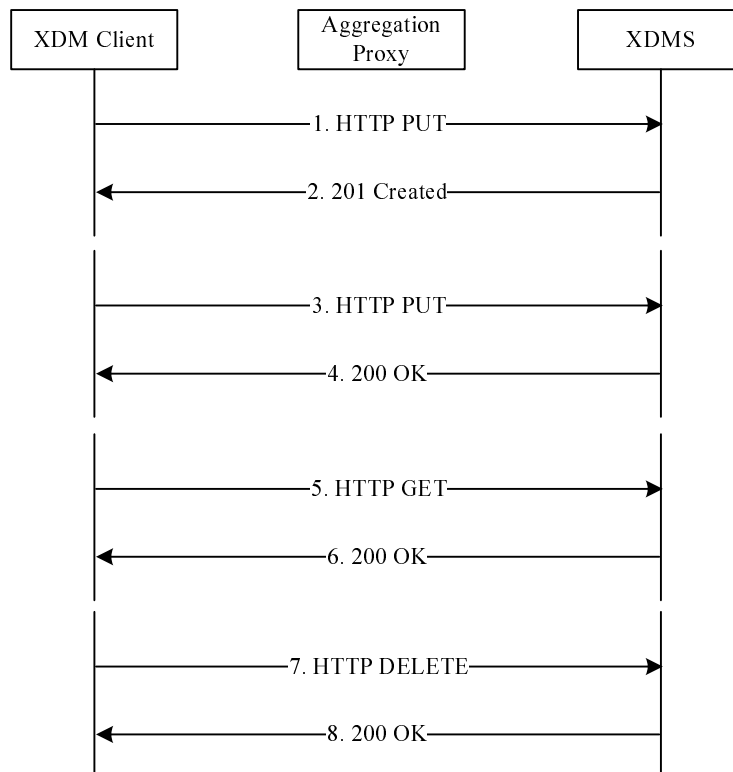 XDM Client
Aggregation
Proxy
XDMS
1. HTTP PUT
2. 201 Created
3. HTTP PUT
4. 200 OK
5. HTTP GET
6. 200 OK
7. HTTP DELETE
8. 200 OK